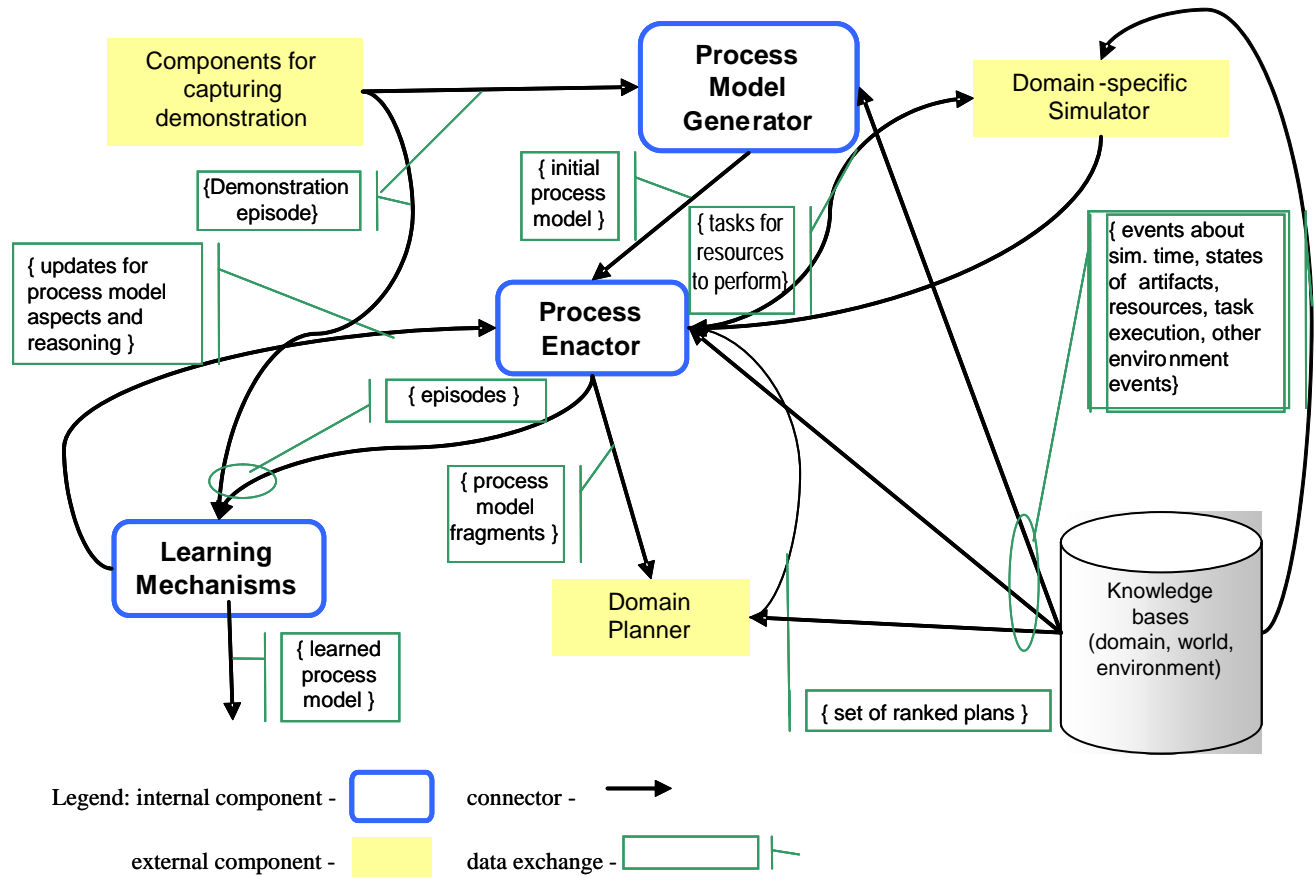 Components for
capturing
demonstration
Process
Model
Generator
Domain-specific
Simulator
{Demonstration
episode}
{ initial
process
model }
{ tasks for
resources
to perform}
{ events about
sim. time, states
of artifacts,
resources, task
execution, other
environment
events}
{ updates for
process model
aspects and
reasoning }
Process
Enactor
{ episodes }
{ process
model
fragments }
Learning
Mechanisms
Domain
Planner
Knowledge
bases
(domain, world,
environment)
{ learned
process
model }
{ set of ranked plans }
Legend: internal component -
connector -
external component -
data exchange -